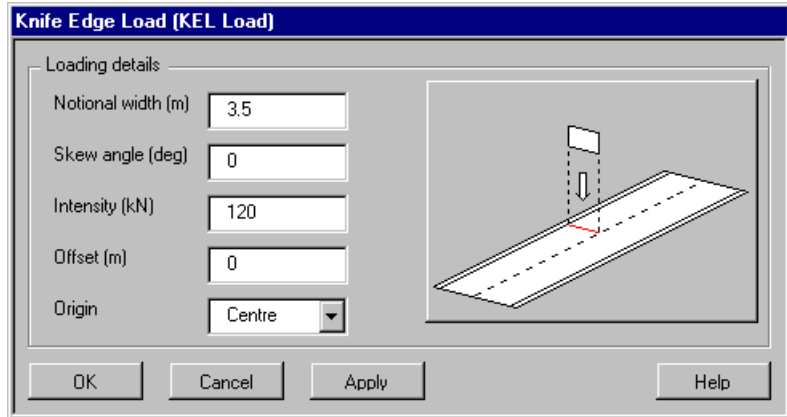 Knife Edge Load (KEL Load)
Loading details
Notional width (m) 3.5
Skew angle (deg) 0
Intensity (kN) 120
Offset (m) 0
Origin Centre
OK Cancel Apply Help